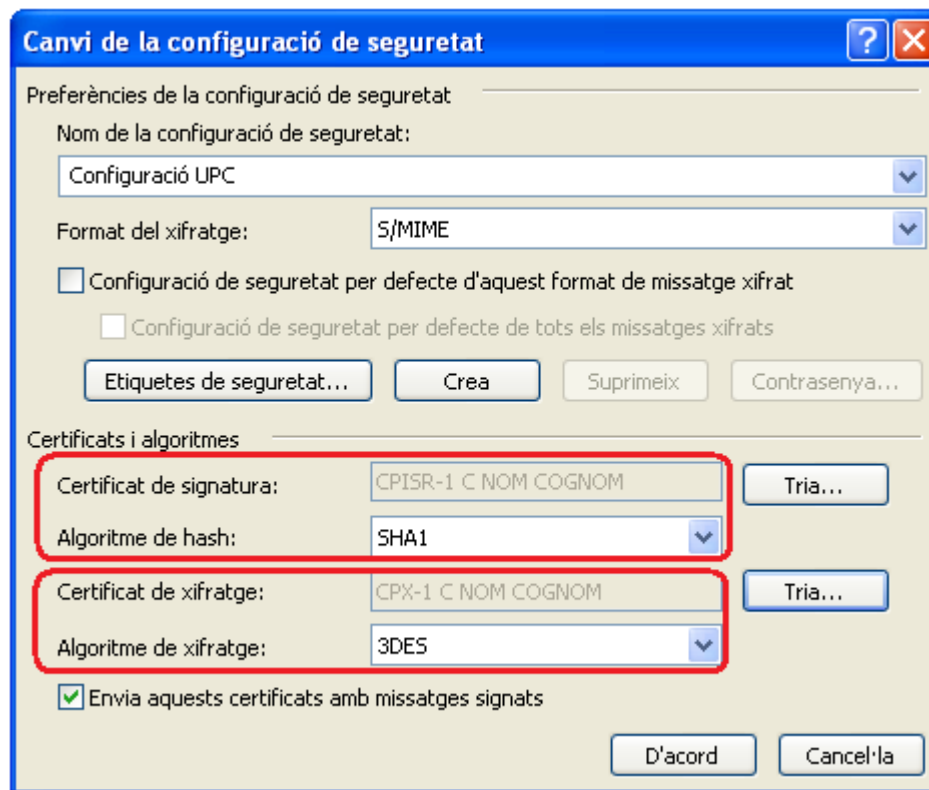 Canvi de la configuració de seguretat
Preferències de la configuració de seguretat
Nom de la configuració de seguretat:
Configuració UPC
Format del xifratge: S/MIME
Configuració de seguretat per defecte d'aquest format de missatge xifrat
Configuració de seguretat per defecte de tots els missatges xifrats
Etiquetes de seguretat... Crea Suprimeix Contrasenya...
Certificats i algoritmes
Certificat de signatura: CPISR-1 C NOM COGNOM Tria...
Algoritme de hash: SHA1
Certificat de xifratge: CPX-1 C NOM COGNOM Tria...
Algoritme de xifratge: 3DES
Envia aquests certificats amb missatges signats
D'acord Cancel·la